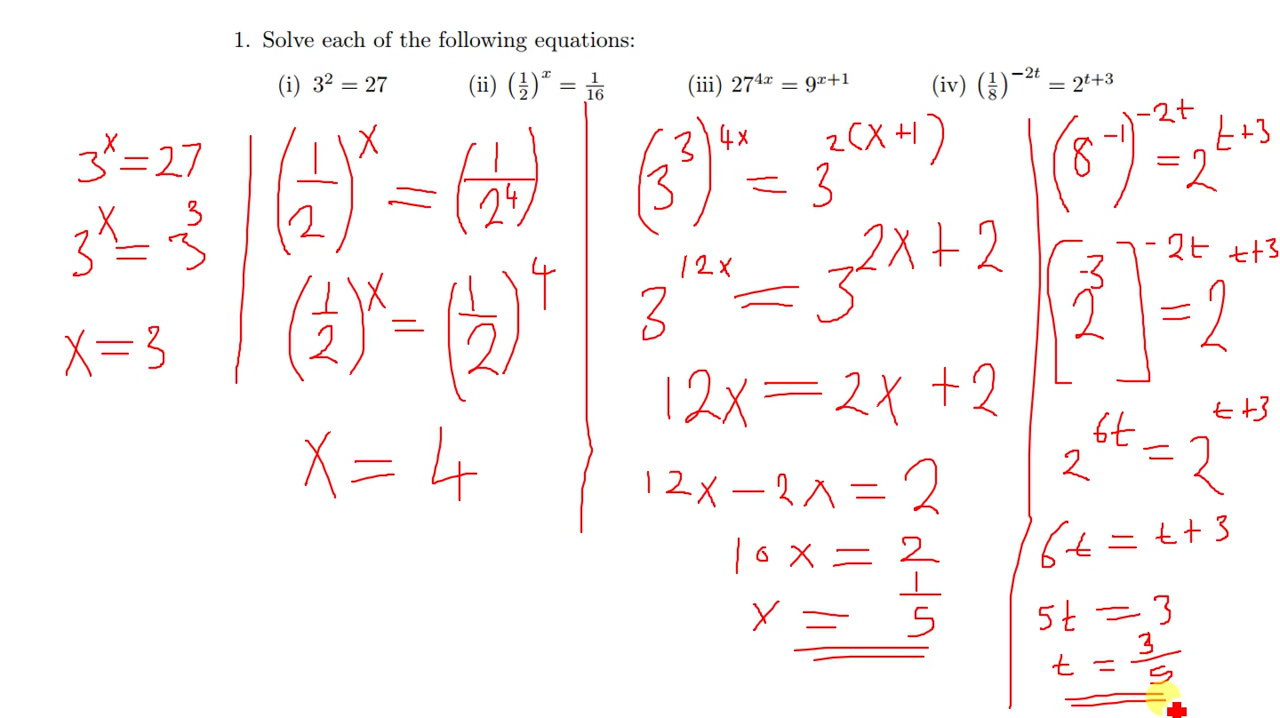 1. Solve each of the following equations:
(i) 3² = 27 (ii) (1/2)^x = 1/16 (iii) 27^{4x} = 9^{x+1} (iv) (1/8)^{−2t} = 2^{t+3}
3^x = 27
3^x = 3^3
x = 3
(1/2)^x = (1/2^4)
(1/2)^x = (1/2)^4
x = 4
(3^3)^{4x} = 3^{2(x+1)}
3^{12x} = 3^{2x+2}
12x = 2x + 2
12x − 2x = 2
10x = 2
x = 1/5
(8^{−1})^{−2t} = 2^{t+3}
[2^{−3}]^{−2t} = 2^{t+3}
2^{6t} = 2^{t+3}
6t = t+3
5t = 3
t = 3/5